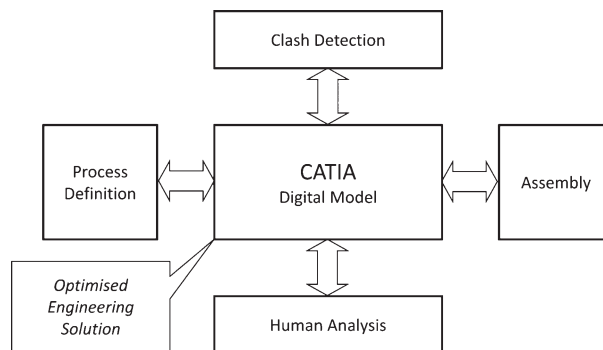 Clash Detection
Process
Definition
CATIA
Digital Model
Assembly
Optimised
Engineering
Solution
Human Analysis